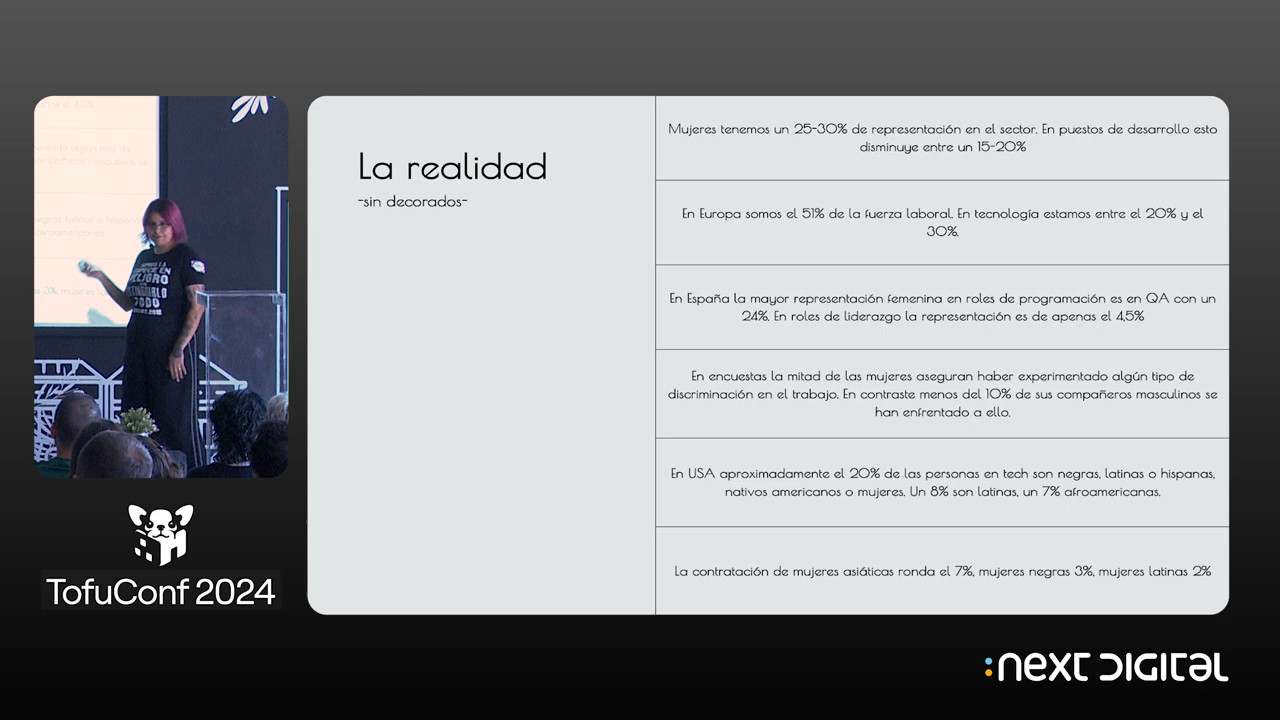 La realidad
-sin decorados-
Mujeres tenemos un 25-30% de representación en el sector. En puestos de desarrollo esto
disminuye entre un 15-20%
En Europa somos el 51% de la fuerza laboral. En tecnología estamos entre el 20% y el
30%.
En España la mayor representación femenina en roles de programación es en QA con un
24%. En roles de liderazgo la representación es de apenas el 4,5%
En encuestas la mitad de las mujeres aseguran haber experimentado algún tipo de
discriminación en el trabajo. En contraste menos del 10% de sus compañeros masculinos se
han enfrentado a ello.
En USA aproximadamente el 20% de las personas en tech son negras, latinas o hispanas,
nativos americanos o mujeres. Un 8% son latinas, un 7% afroamericanas.
La contratación de mujeres asiáticas ronda el 7%, mujeres negras 3%, mujeres latinas 2%
PELIGRO
TofuConf 2024
:next digital